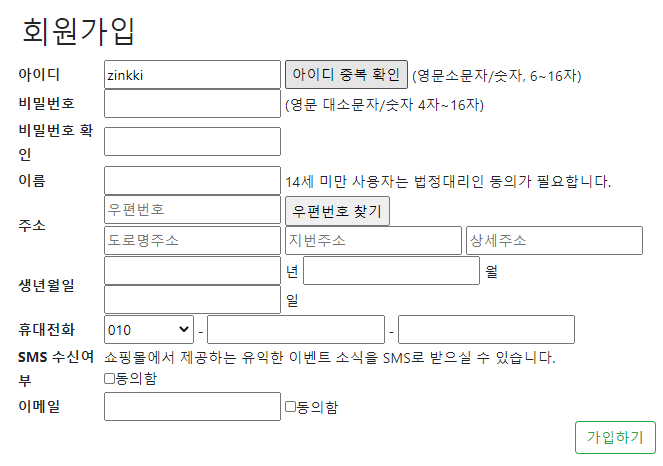 회원가입
아이디 zinkki 아이디 중복 확인 (영문소문자/숫자, 6~16자)
비밀번호 (영문 대소문자/숫자 4자~16자)
비밀번호 확
인
이름 14세 미만 사용자는 법정대리인 동의가 필요합니다.
주소 우편번호 우편번호 찾기
도로명주소 지번주소 상세주소
생년월일 년 월
일
휴대전화 010 - -
SMS 수신여 쇼핑몰에서 제공하는 유익한 이벤트 소식을 SMS로 받으실 수 있습니다.
부 동의함
이메일 동의함
가입하기